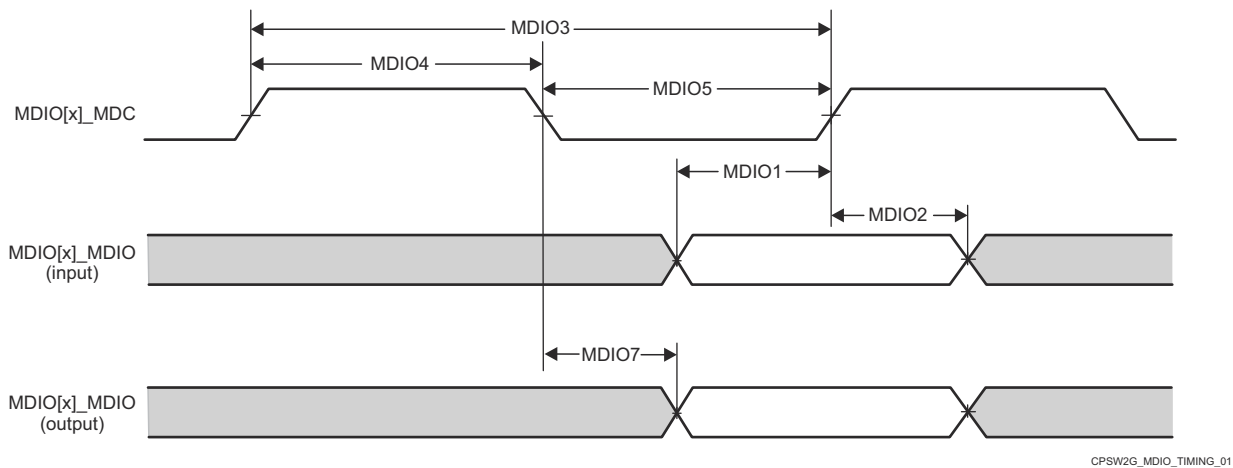 MDIO3
MDIO4
MDIO5
MDIO[x]_MDC
MDIO1
MDIO2
MDIO[x]_MDIO
(input)
MDIO7
MDIO[x]_MDIO
(output)
CPSW2G_MDIO_TIMING_01